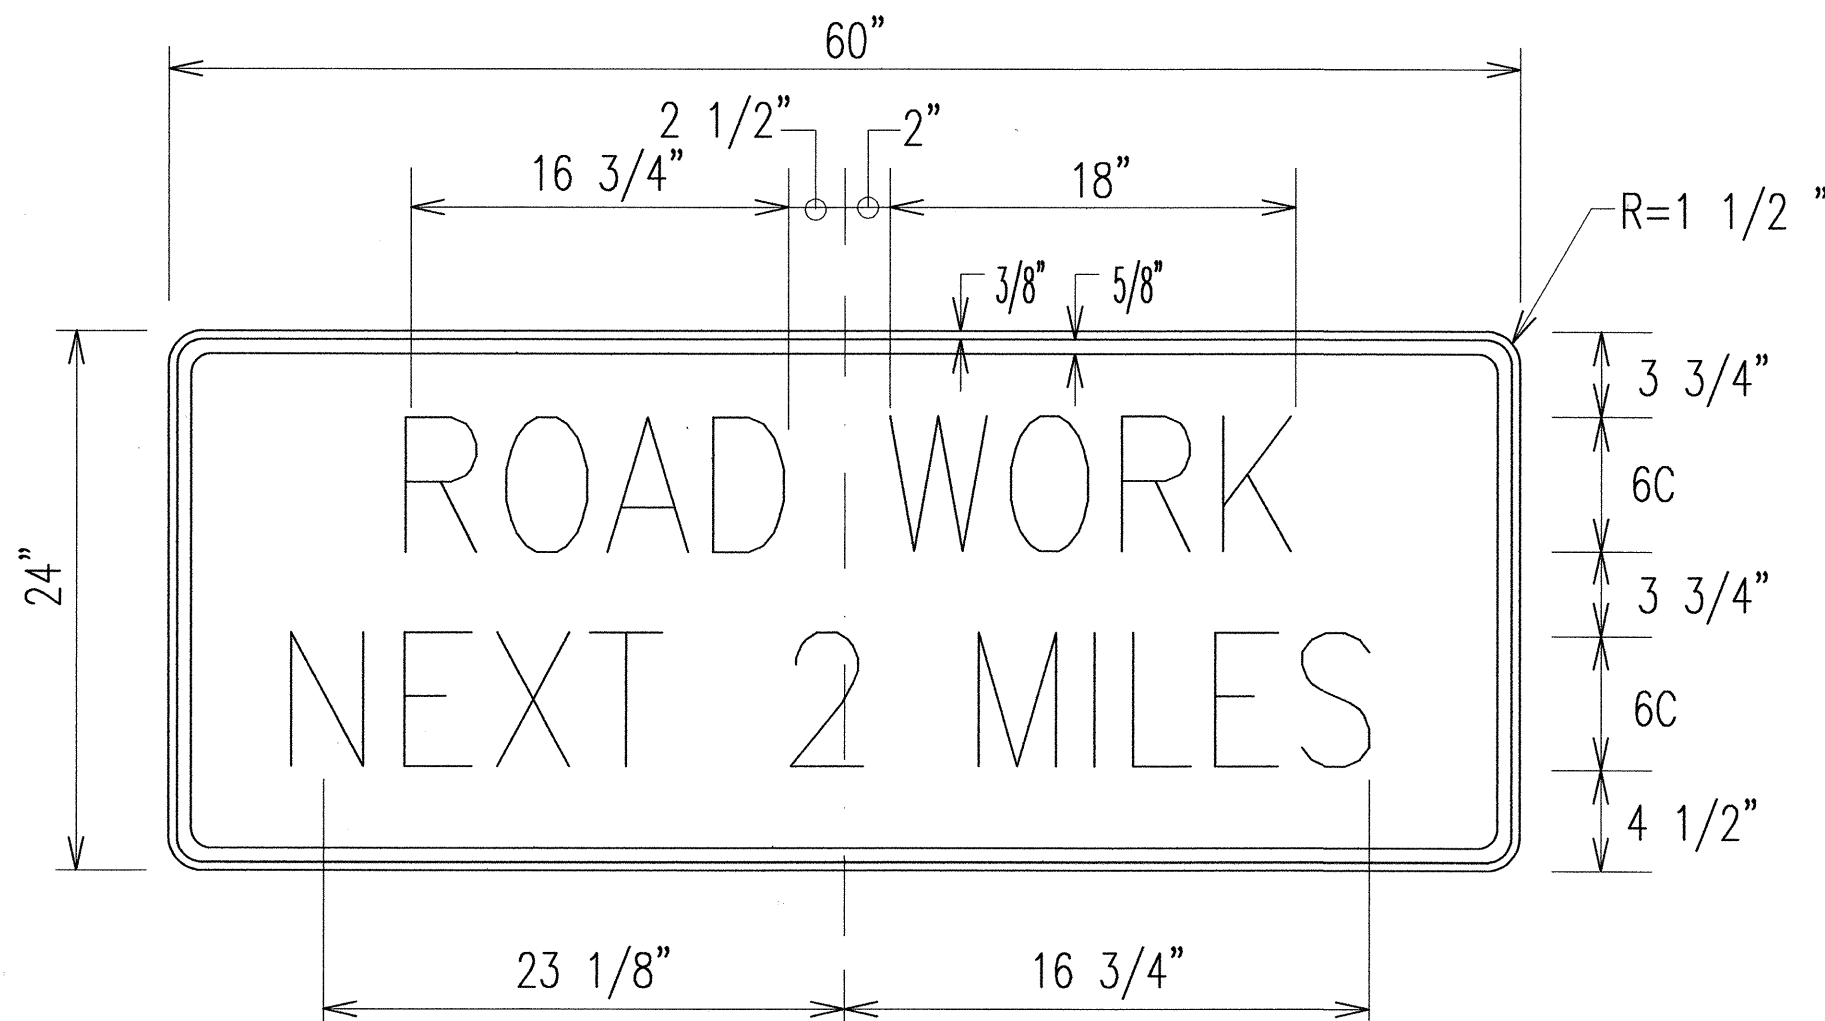 60”
2 1/2” 2”
16 3/4” 18”
R=1 1/2 ”
3/8” 5/8”
3 3/4”
ROAD WORK
6C
24”
3 3/4”
NEXT 2 MILES
6C
4 1/2”
23 1/8” 16 3/4”